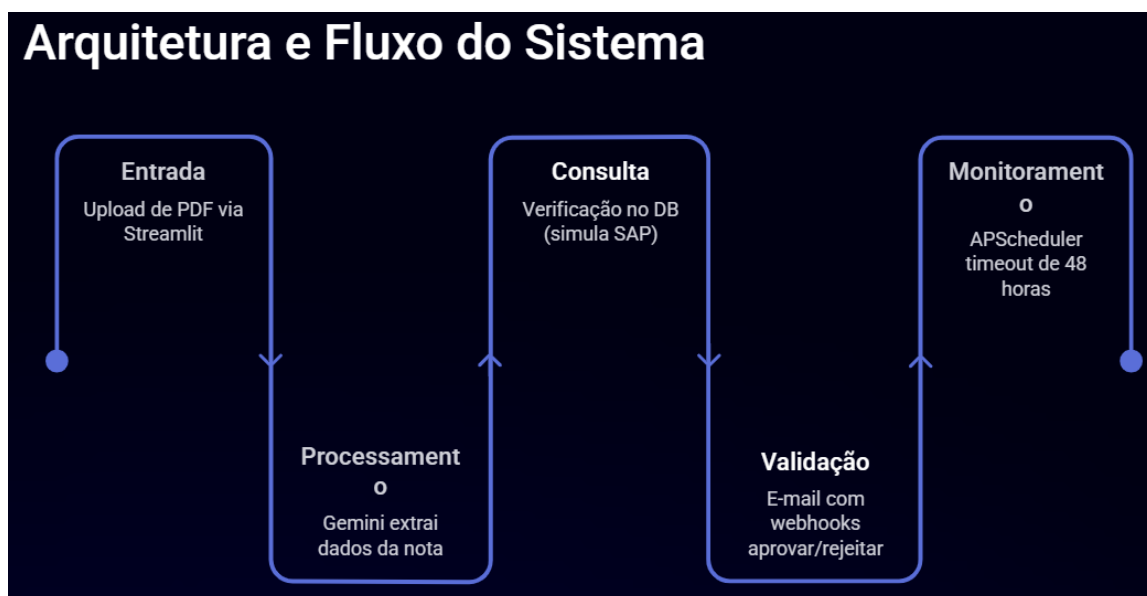 Arquitetura e Fluxo do Sistema
Entrada
Upload de PDF via
Streamlit
Processament
o
Gemini extrai
dados da nota
Consulta
Verificação no DB
(simula SAP)
Validação
E-mail com
webhooks
aprovar/rejeitar
Monitorament
o
APScheduler
timeout de 48
horas